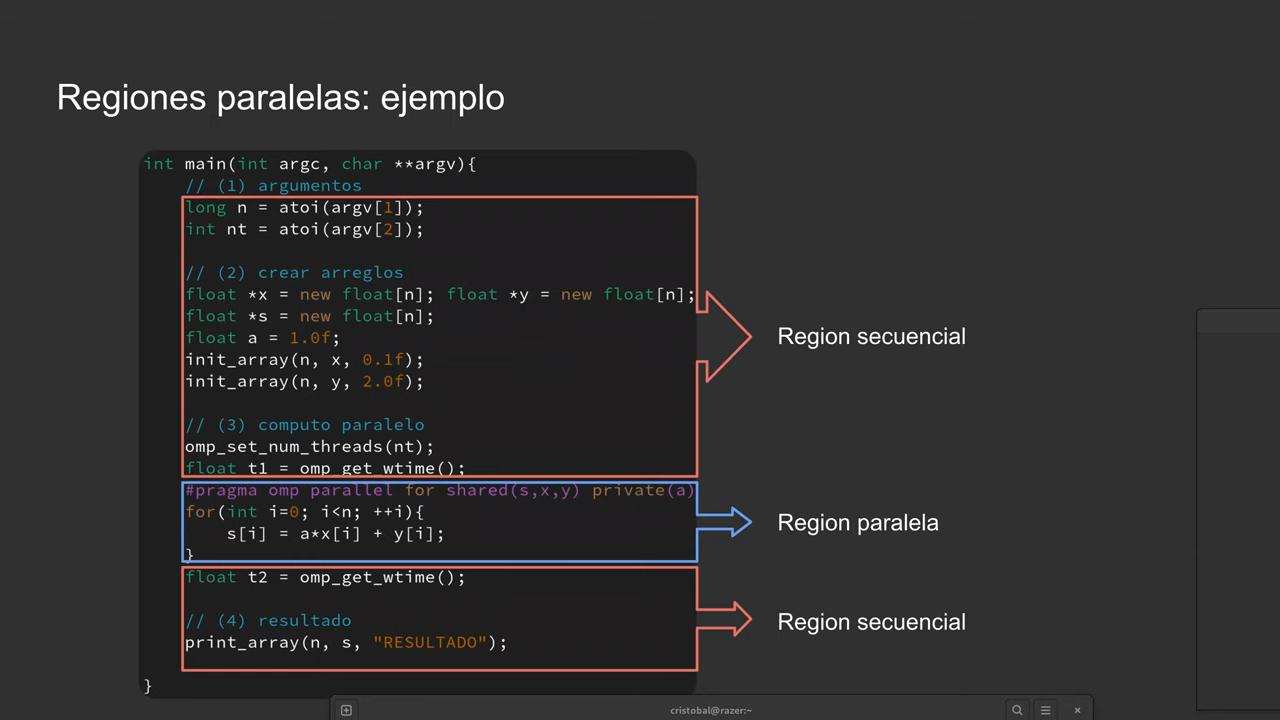 Regiones paralelas: ejemplo
int main(int argc, char **argv){
// (1) argumentos
long n = atoi(argv[1]);
int nt = atoi(argv[2]);
// (2) crear arreglos
float *x = new float[n]; float *y = new float[n];
float *s = new float[n];
float a = 1.0f;
init_array(n, x, 0.1f);
init_array(n, y, 2.0f);
// (3) computo paralelo
omp_set_num_threads(nt);
float t1 = omp_get_wtime();
#pragma omp parallel for shared(s,x,y) private(a)
for(int i=0; i<n; ++i){
s[i] = a*x[i] + y[i];
}
float t2 = omp_get_wtime();
// (4) resultado
print_array(n, s, "RESULTADO");
}
Region secuencial
Region paralela
Region secuencial
cristobal@razer:~